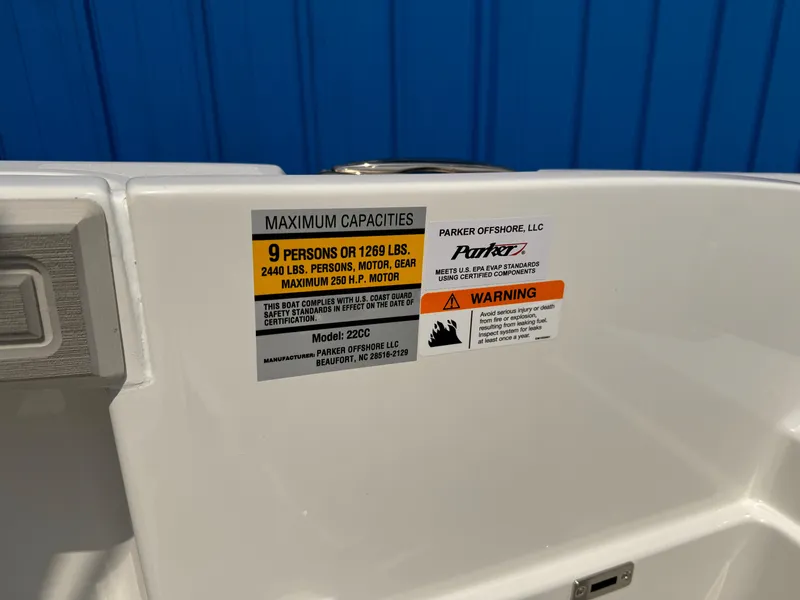 MAXIMUM CAPACITIES
9 PERSONS OR 1269 LBS.
2440 LBS. PERSONS, MOTOR, GEAR
MAXIMUM 250 H.P. MOTOR
THIS BOAT COMPLIES WITH U.S. COAST GUARD
SAFETY STANDARDS IN EFFECT ON THE DATE OF
CERTIFICATION.
Model: 22CC
MANUFACTURER: PARKER OFFSHORE LLC
BEAUFORT, NC 28516-2129
PARKER OFFSHORE, LLC
Parker®
MEETS U.S. EPA EVAP STANDARDS
USING CERTIFIED COMPONENTS
WARNING
Avoid serious injury or death
from fire or explosion,
resulting from leaking fuel.
Inspect system for leaks
at least once a year.